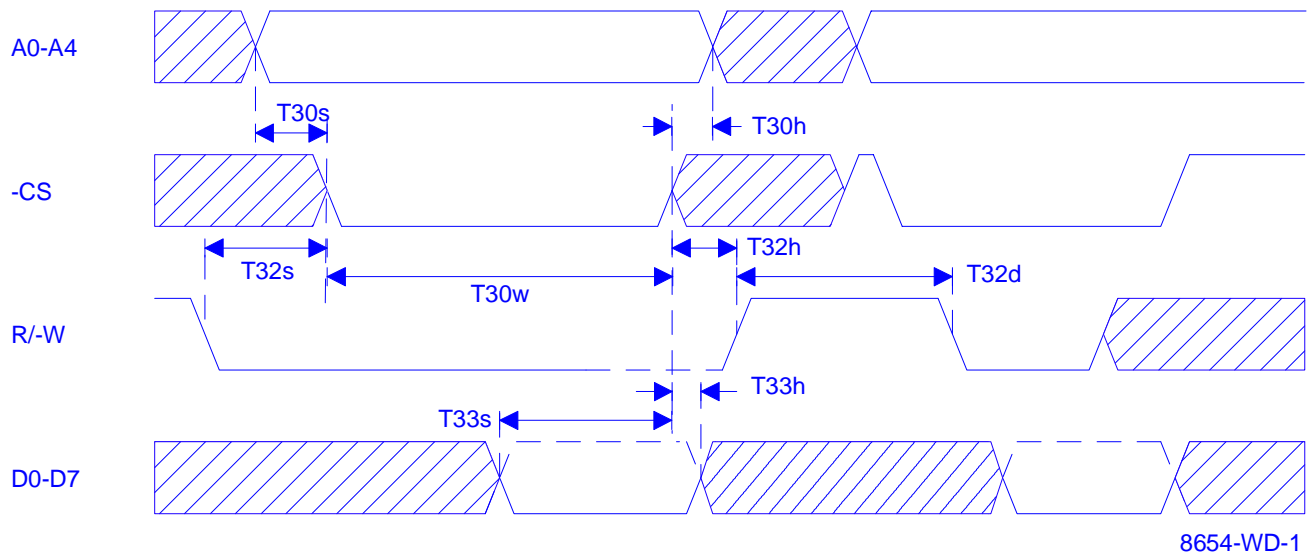 A0-A4
T30s
T30h
-CS
T32s
T32h
T30w
T32d
R/-W
T33s
T33h
D0-D7
8654-WD-1